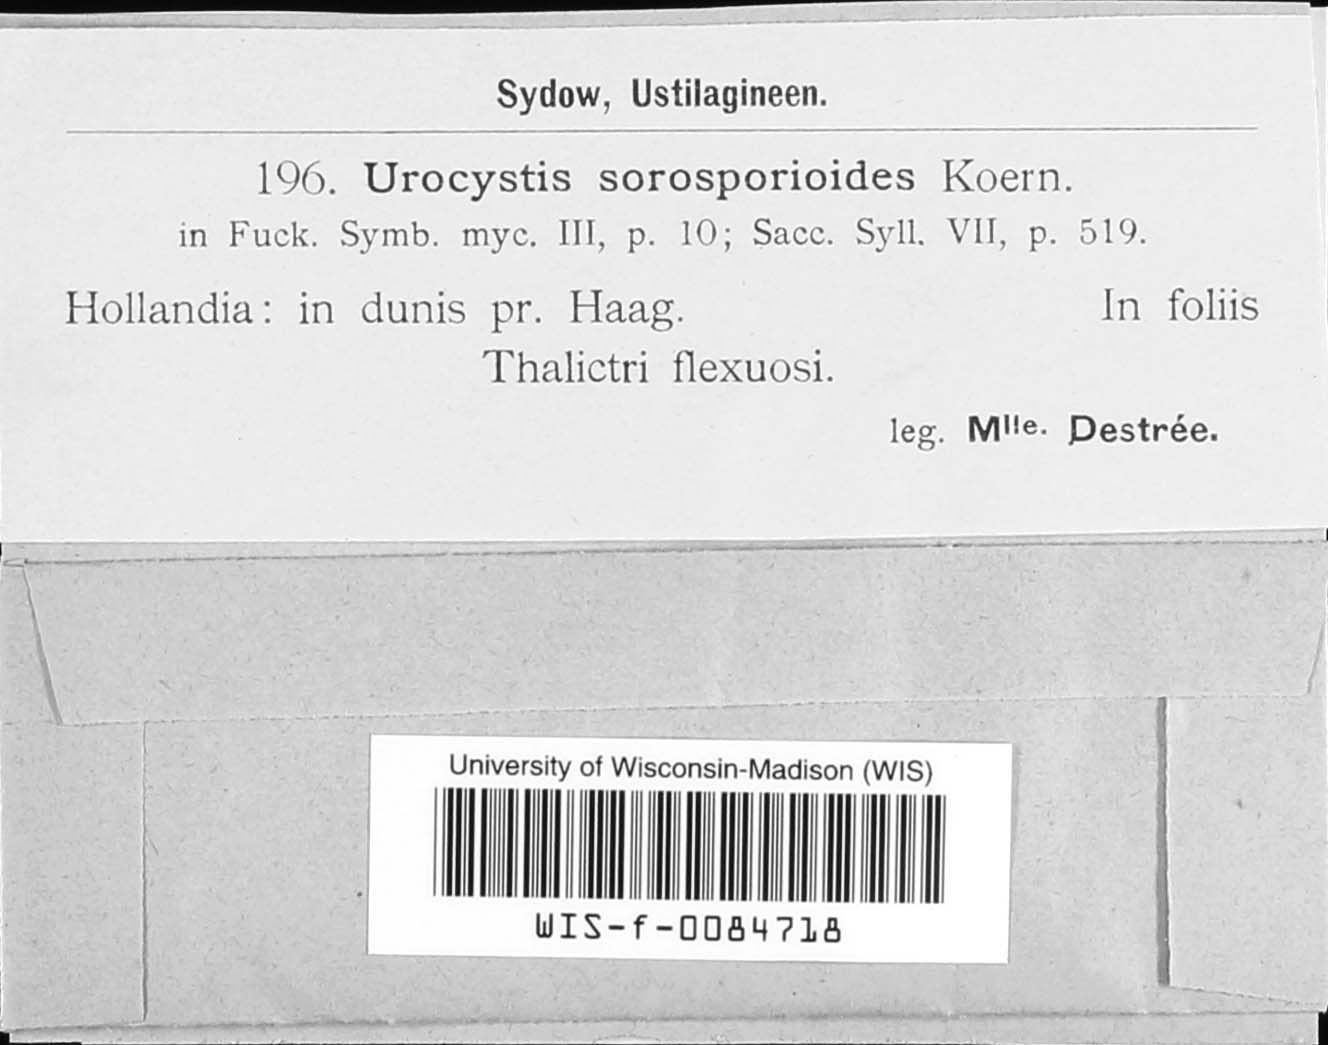 Sydow, Ustilagineen.
196. Urocystis sorosporioides Koern.
in Fuck. Symb. myc. III, p. 10; Sacc. Syll. VII, p. 519.
Hollandia: in dunis pr. Haag. In foliis
Thalictri flexuosi.
leg. Mlle. Destrée.
University of Wisconsin-Madison (WIS)
WIS-f-0084718